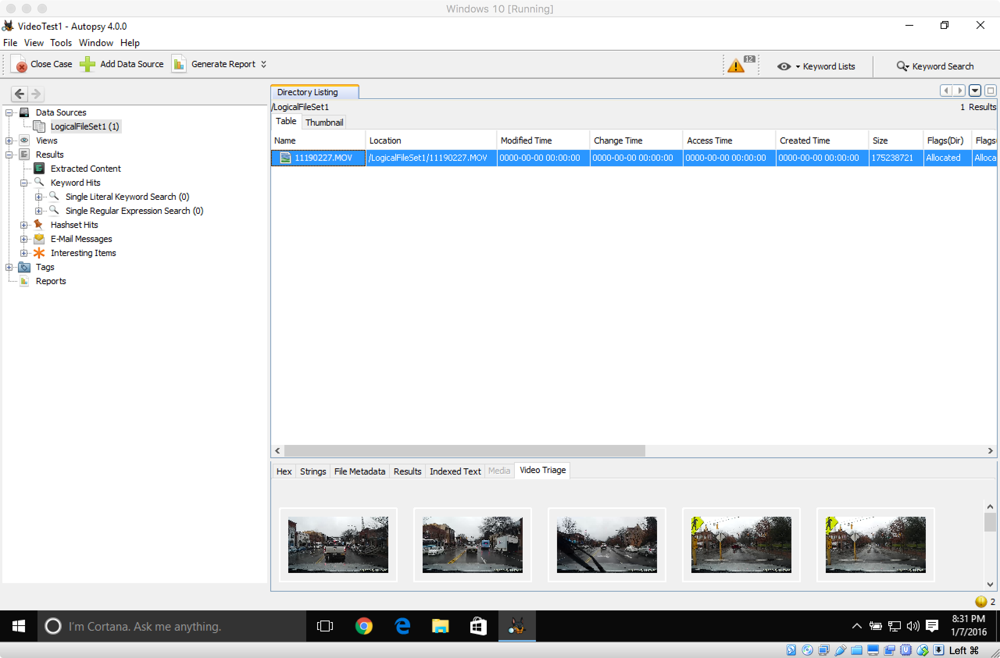 Windows 10 [Running]
VideoTest1 - Autopsy 4.0.0
File View Tools Window Help
Close Case Add Data Source Generate Report 12 Keyword Lists Keyword Search
Directory Listing
/LogicalFileSet1 1 Results
Table Thumbnail
Name Location Modified Time Change Time Access Time Created Time Size Flags(Dir) Flags(
11190227.MOV /LogicalFileSet1/11190227.MOV 0000-00-00 00:00:00 0000-00-00 00:00:00 0000-00-00 00:00:00 0000-00-00 00:00:00 175238721 Allocated Alloca
Data Sources
LogicalFileSet1 (1)
Views
Results
Extracted Content
Keyword Hits
Single Literal Keyword Search (0)
Single Regular Expression Search (0)
Hashset Hits
E-Mail Messages
Interesting Items
Tags
Reports
Hex Strings File Metadata Results Indexed Text Media Video Triage
2
I'm Cortana. Ask me anything.
8:31 PM
1/7/2016
Left ⌘